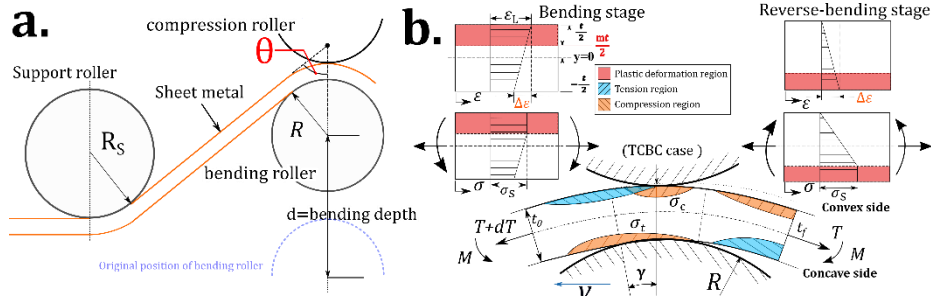 a.
compression roller
θ
Support roller
Sheet metal
R_S
R
bending roller
d=bending depth
Original position of bending roller
b.
Bending stage
Reverse-bending stage
ε_L
t/2
mt/2
y=0
-t/2
ε
Δε
Plastic deformation region
Tension region
Compression region
ε
Δε
(TCBC case )
σ
σ_S
σ
σ_S
Convex side
σ_c
t_0
T+dT
M
σ_t
t_f
T
M
Concave side
γ
R
V